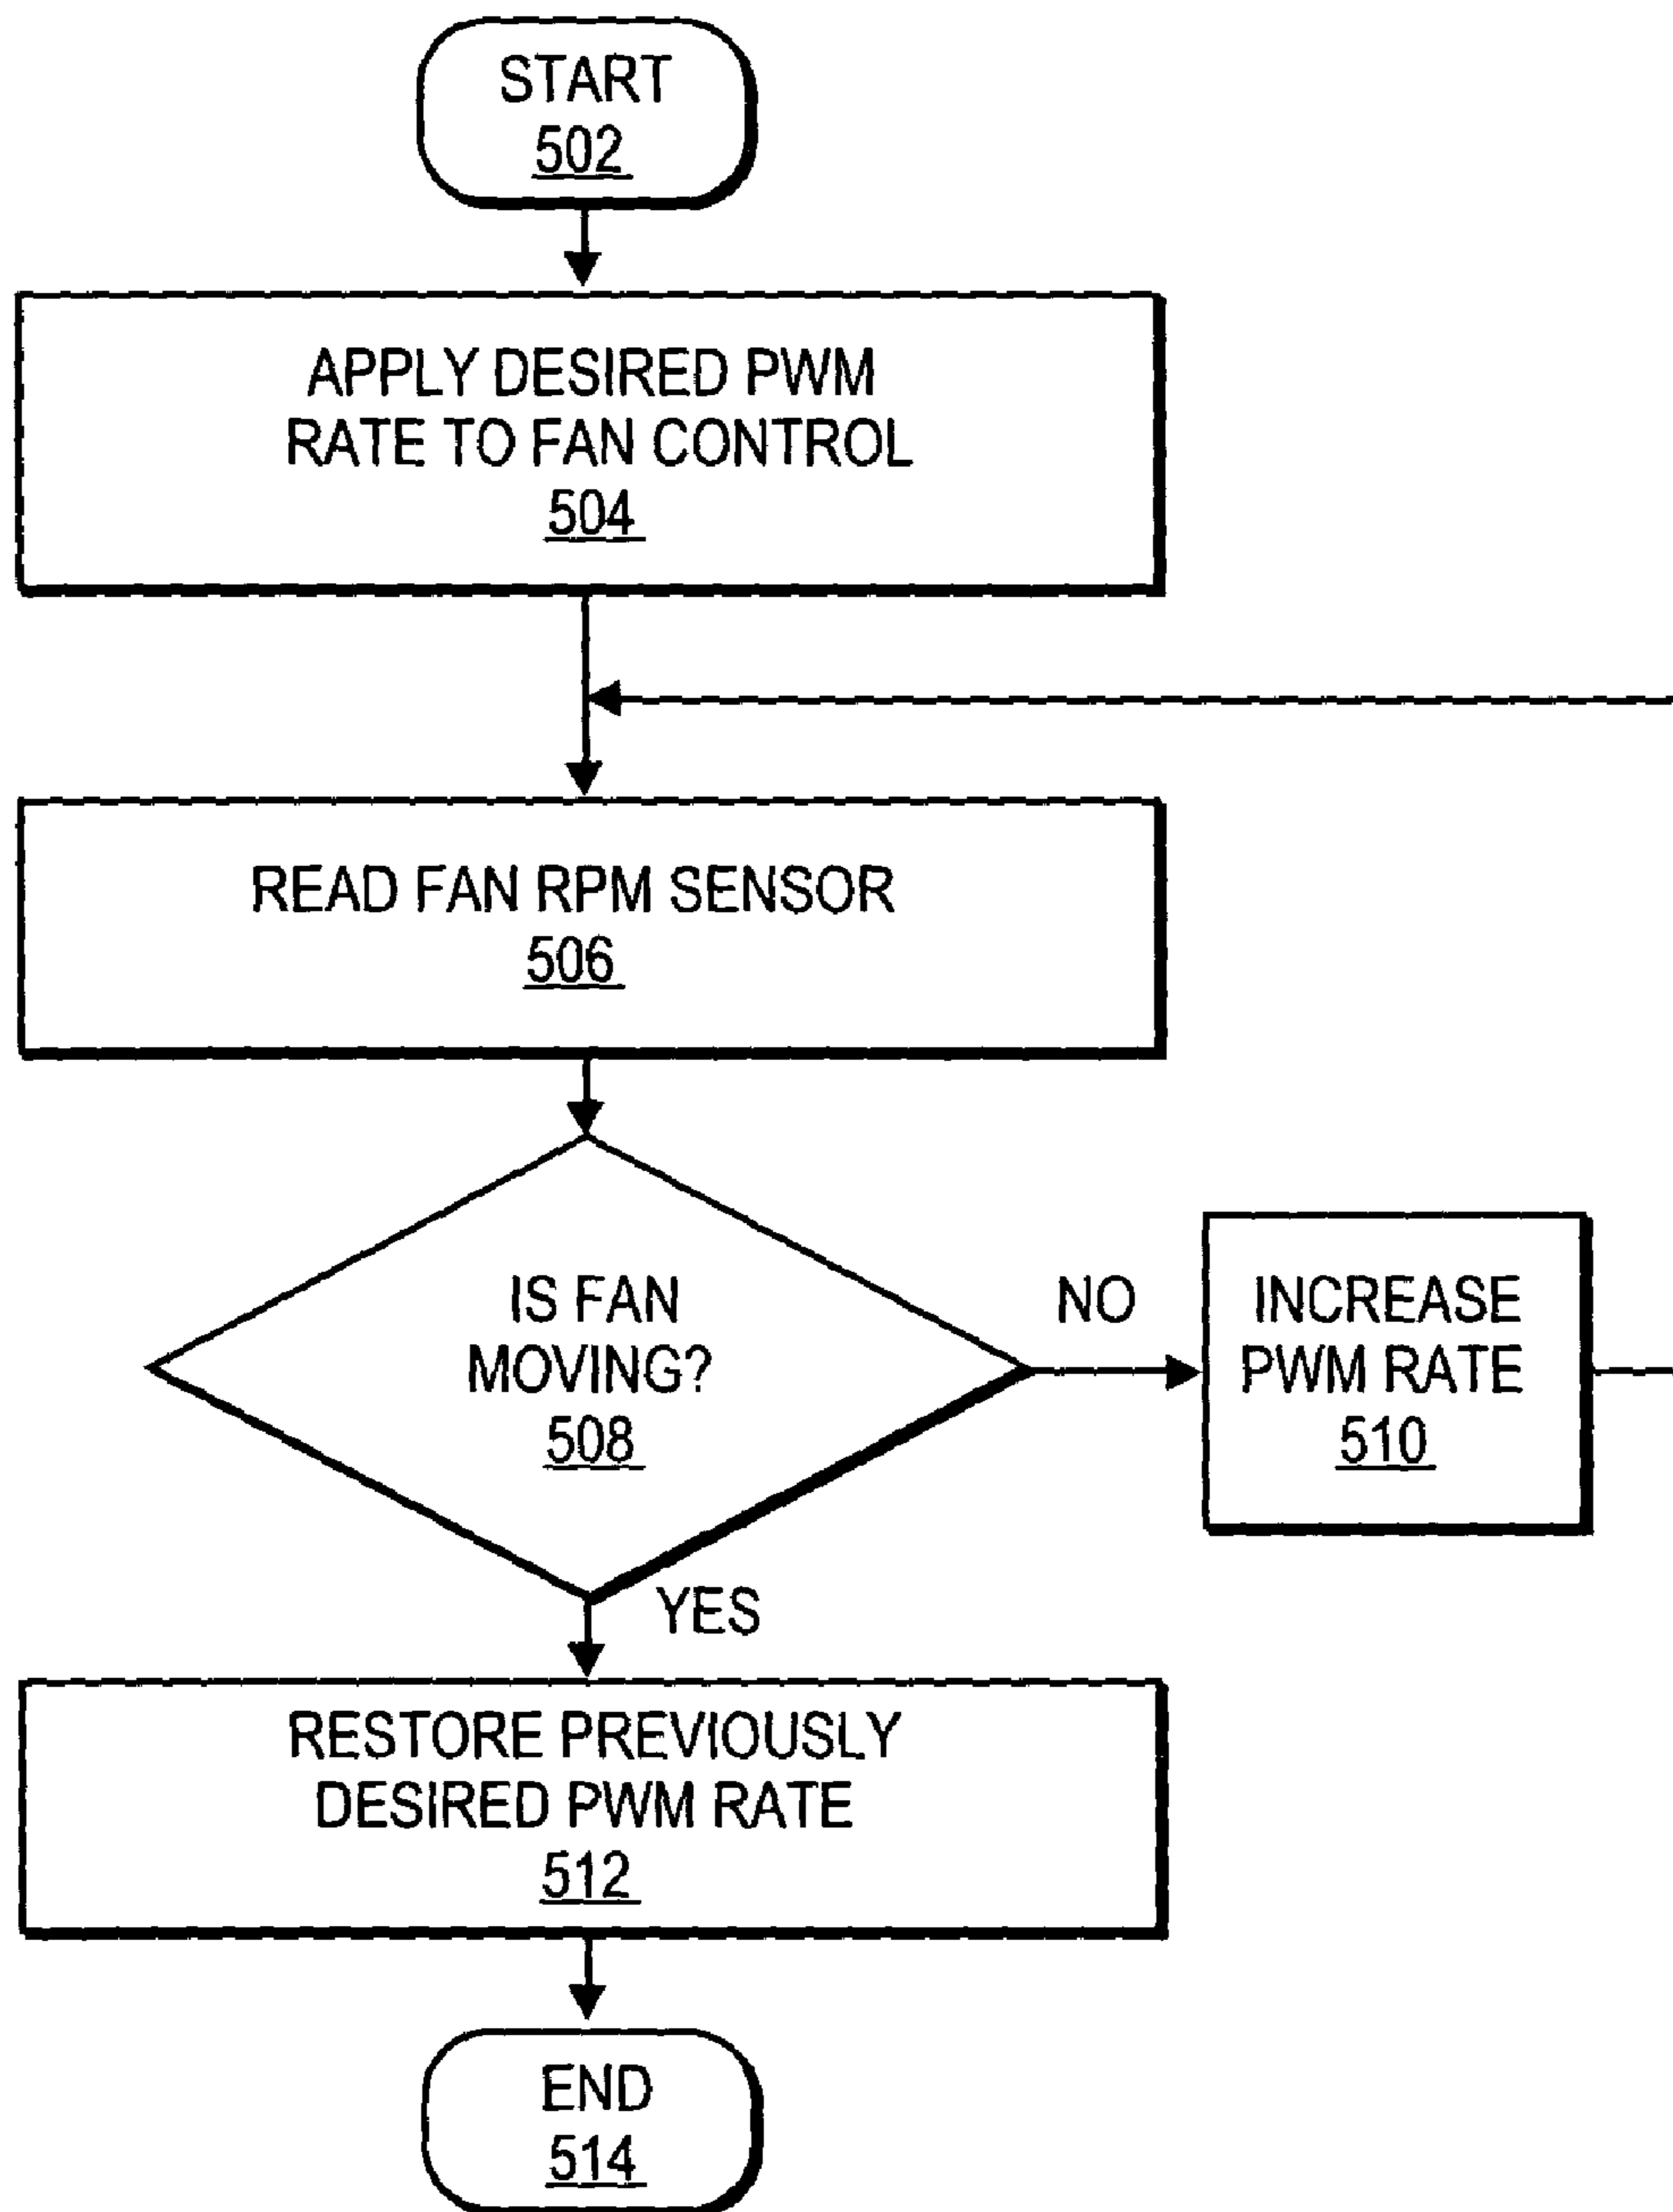 START
502
APPLY DESIRED PWM
RATE TO FAN CONTROL
504
READ FAN RPM SENSOR
506
IS FAN
MOVING?
508
NO
INCREASE
PWM RATE
510
YES
RESTORE PREVIOUSLY
DESIRED PWM RATE
512
END
514